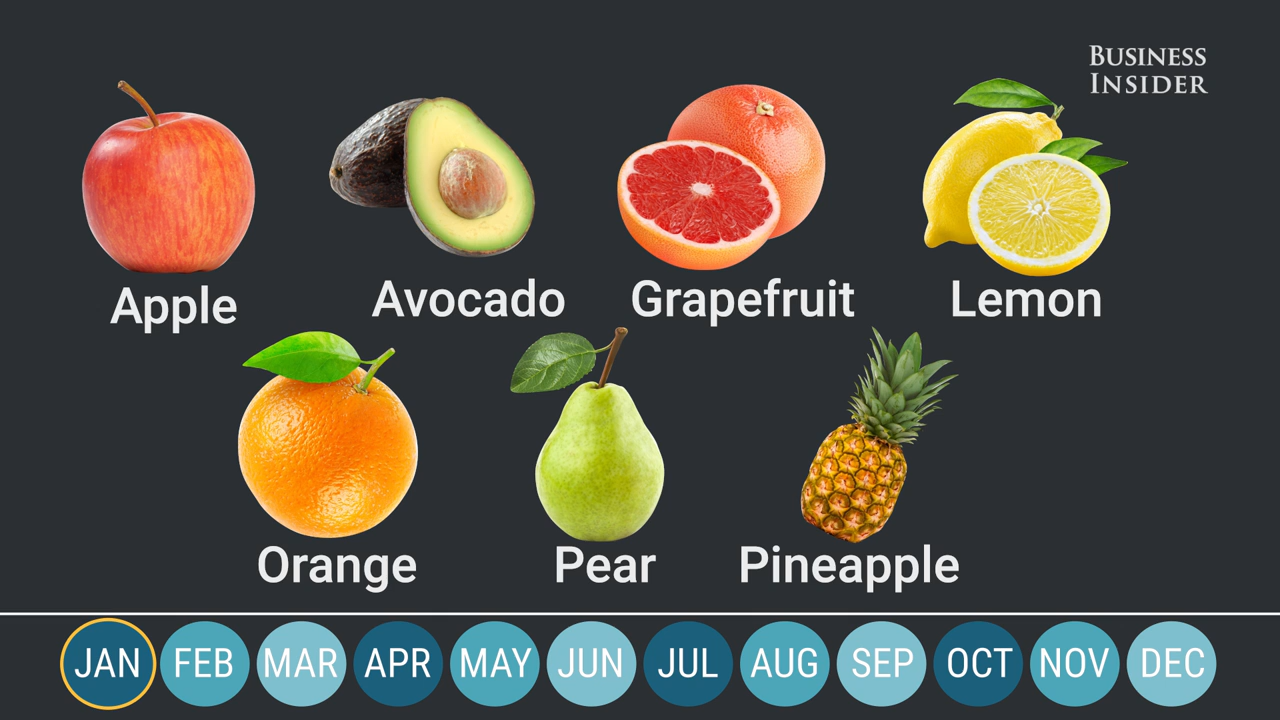 BUSINESS
INSIDER
Apple
Avocado
Grapefruit
Lemon
Orange
Pear
Pineapple
JAN
FEB
MAR
APR
MAY
JUN
JUL
AUG
SEP
OCT
NOV
DEC